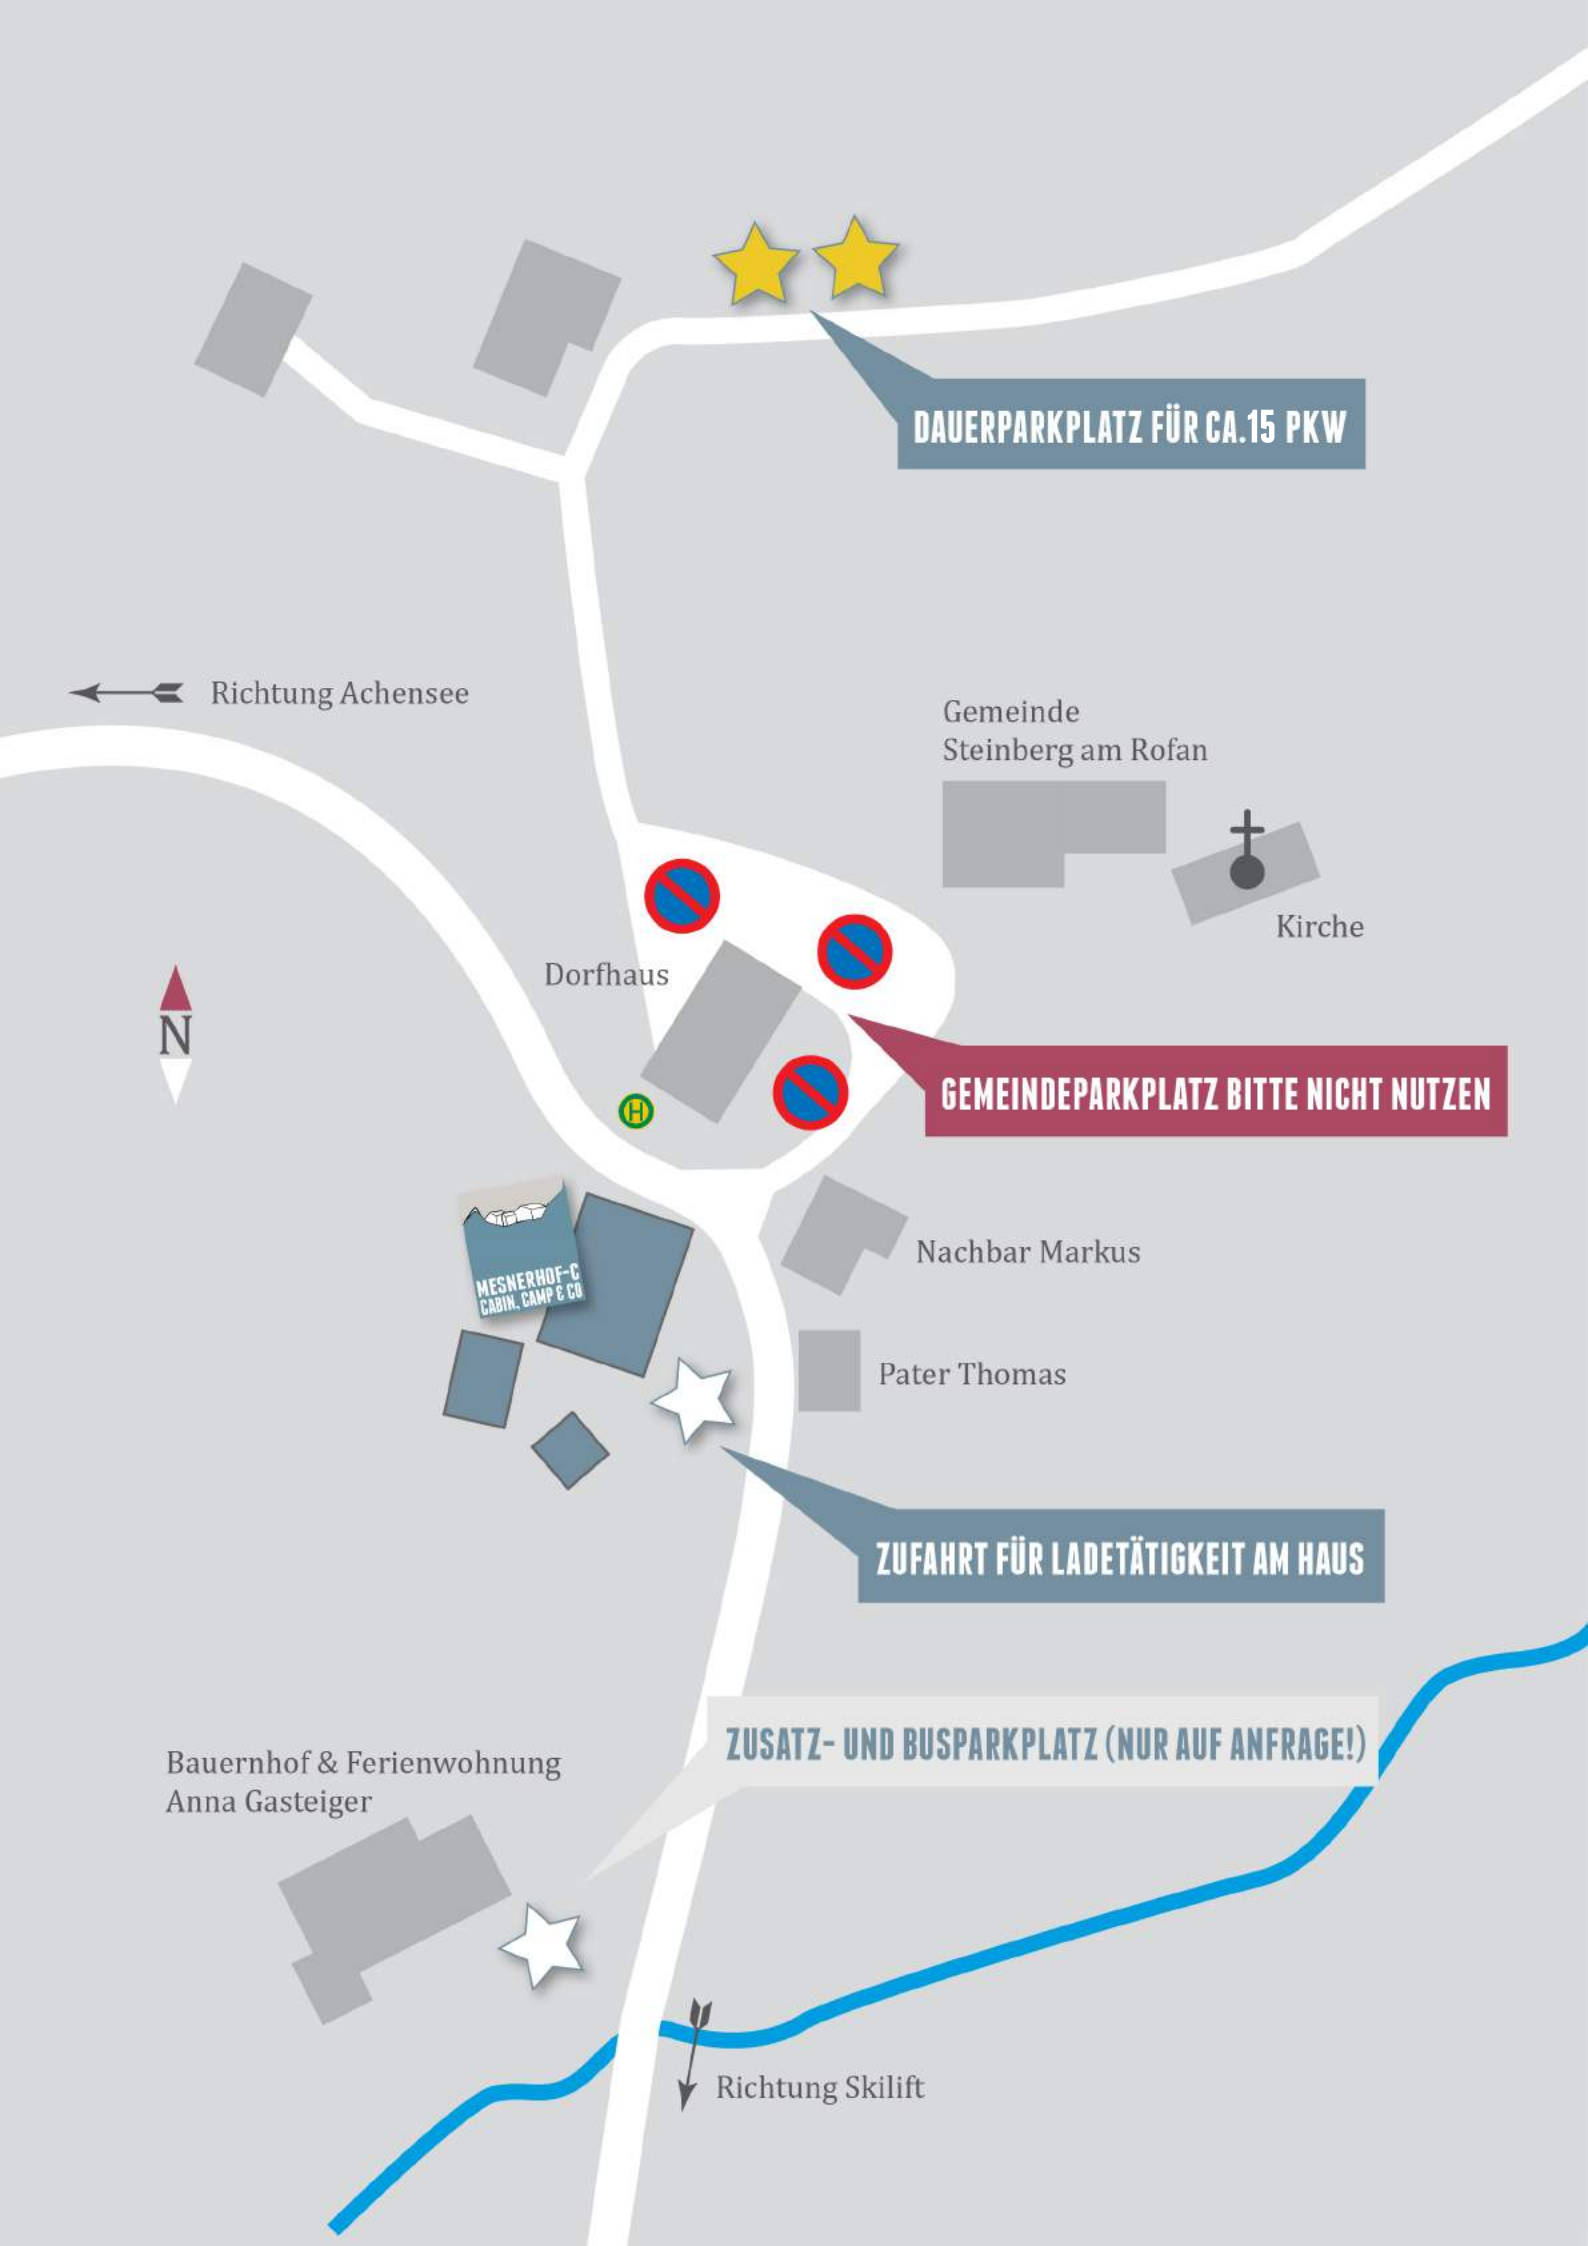 DAUERPARKPLATZ FÜR CA.15 PKW
Richtung Achensee
Gemeinde
Steinberg am Rofan
Kirche
Dorfhaus
N
GEMEINDEPARKPLATZ BITTE NICHT NUTZEN
H
MESNERHOF-C
CABIN, CAMP & CO
Nachbar Markus
Pater Thomas
ZUFAHRT FÜR LADETÄTIGKEIT AM HAUS
ZUSATZ- UND BUSPARKPLATZ (NUR AUF ANFRAGE!)
Bauernhof & Ferienwohnung
Anna Gasteiger
Richtung Skilift